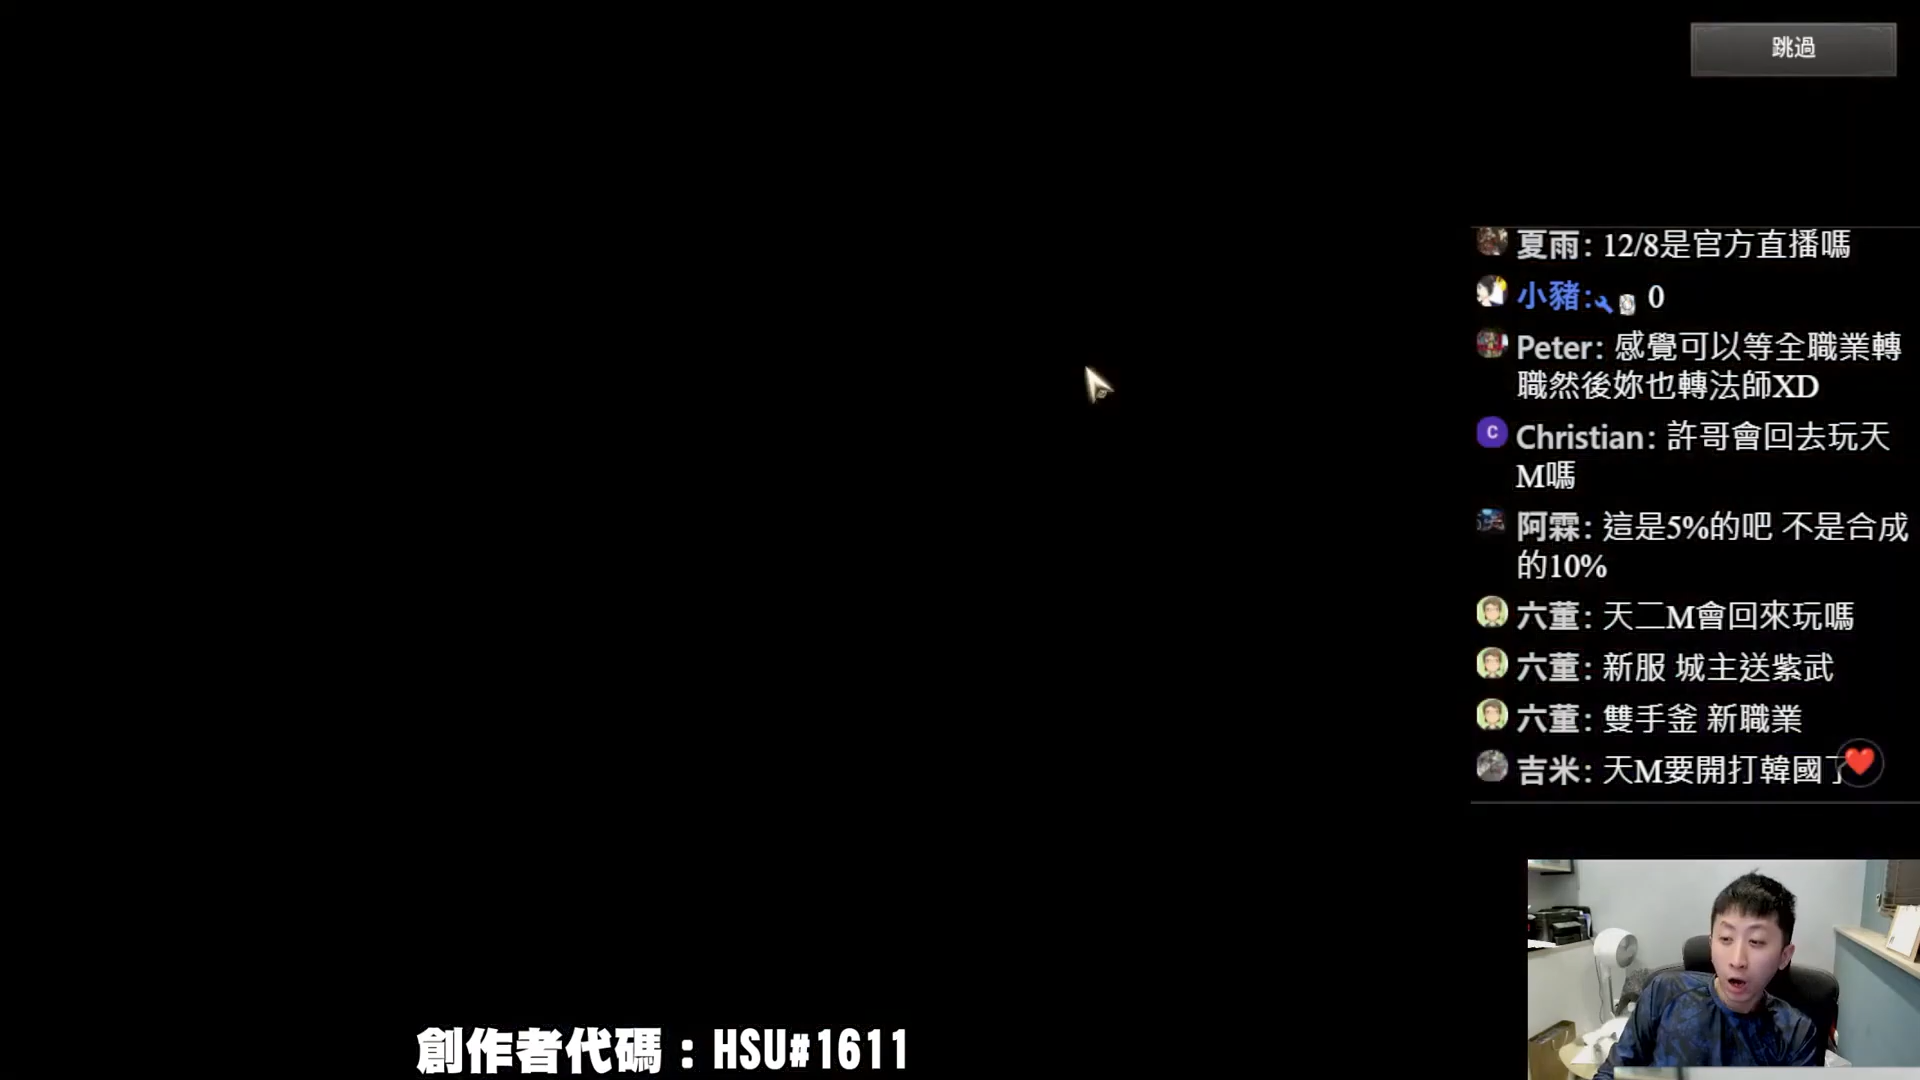 跳過
夏雨: 12/8是官方直播嗎
小豬: 0
Peter: 感覺可以等全職業轉
職然後妳也轉法師XD
C
Christian: 許哥會回去玩天
M嗎
阿霖: 這是5%的吧 不是合成
的10%
六董: 天二M會回來玩嗎
六董: 新服 城主送紫武
六董: 雙手釜 新職業
吉米: 天M要開打韓國了
創作者代碼：HSU#1611